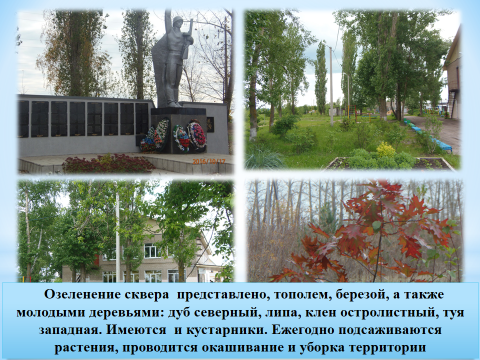 Озеленение сквера представлено, тополем, березой, а также
молодыми деревьями: дуб северный, липа, клен остролистный, туя
западная. Имеются и кустарники. Ежегодно подсаживаются
растения, проводится окашивание и уборка территории